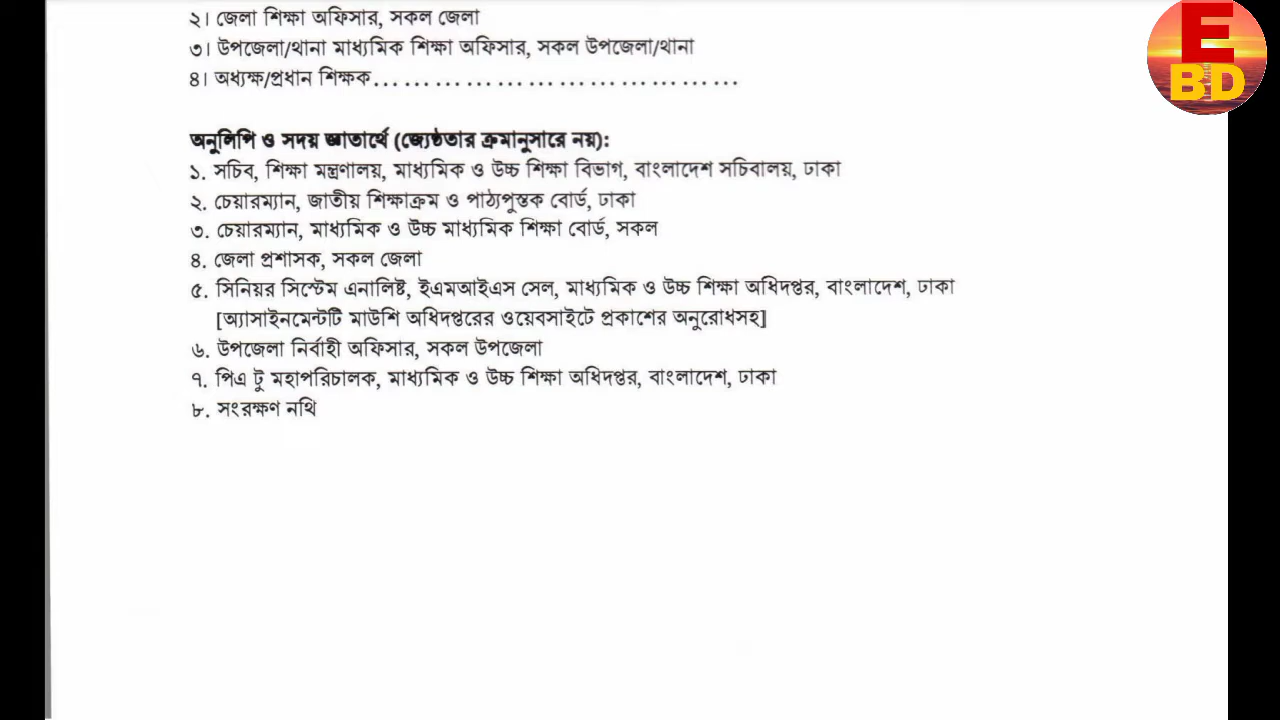 ২। জেলা শিক্ষা অফিসার, সকল জেলা
৩। উপজেলা/থানা মাধ্যমিক শিক্ষা অফিসার, সকল উপজেলা/থানা
৪। অধ্যক্ষ/প্রধান শিক্ষক....................................
অনুলিপি ও সদয় জ্ঞাতার্থে (জ্যেষ্ঠতার ক্রমানুসারে নয়):
১. সচিব, শিক্ষা মন্ত্রণালয়, মাধ্যমিক ও উচ্চ শিক্ষা বিভাগ, বাংলাদেশ সচিবালয়, ঢাকা
২. চেয়ারম্যান, জাতীয় শিক্ষাক্রম ও পাঠ্যপুস্তক বোর্ড, ঢাকা
৩. চেয়ারম্যান, মাধ্যমিক ও উচ্চ মাধ্যমিক শিক্ষা বোর্ড, সকল
৪. জেলা প্রশাসক, সকল জেলা
৫. সিনিয়র সিস্টেম এনালিষ্ট, ইএমআইএস সেল, মাধ্যমিক ও উচ্চ শিক্ষা অধিদপ্তর, বাংলাদেশ, ঢাকা
[অ্যাসাইনমেন্টটি মাউশি অধিদপ্তরের ওয়েবসাইটে প্রকাশের অনুরোধসহ]
৬. উপজেলা নির্বাহী অফিসার, সকল উপজেলা
৭. পিএ টু মহাপরিচালক, মাধ্যমিক ও উচ্চ শিক্ষা অধিদপ্তর, বাংলাদেশ, ঢাকা
৮. সংরক্ষণ নথি
E
BD